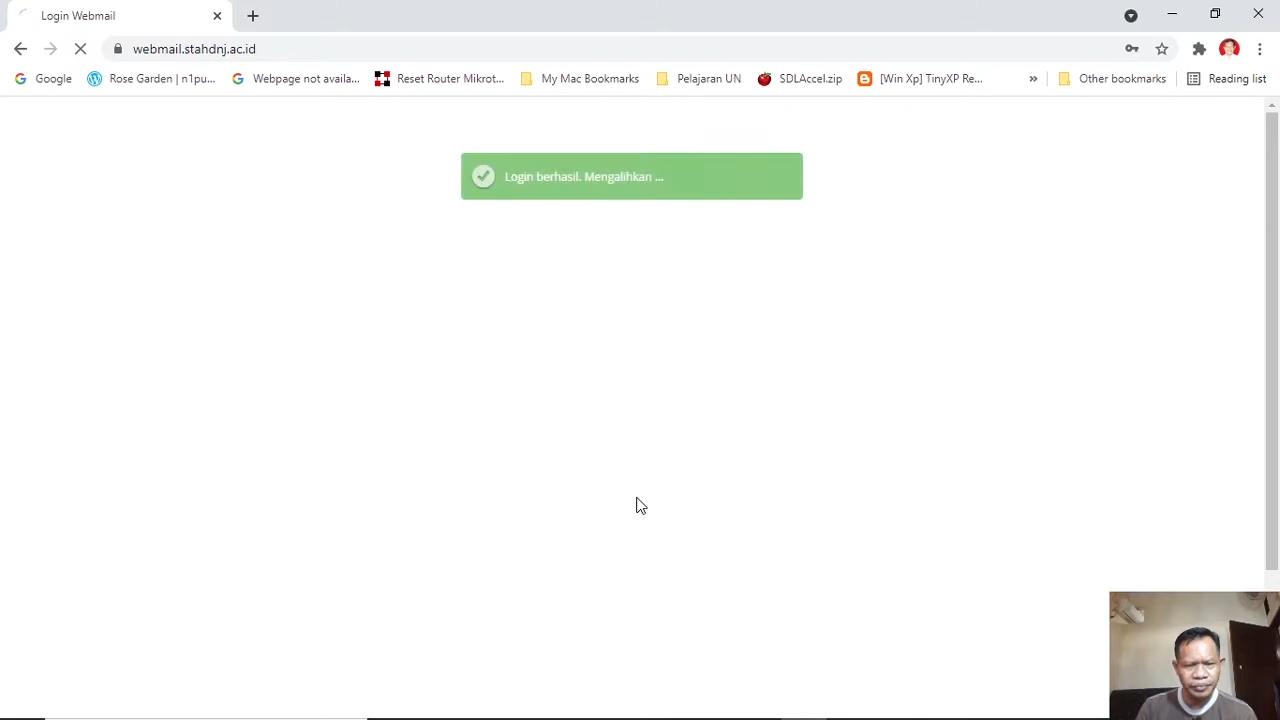 Login Webmail
webmail.stahdnj.ac.id
Google
Rose Garden | n1pu...
Webpage not availa...
Reset Router Mikrot...
My Mac Bookmarks
Pelajaran UN
SDLAccel.zip
[Win Xp] TinyXP Re...
»
Other bookmarks
Reading list
Login berhasil. Mengalihkan ...